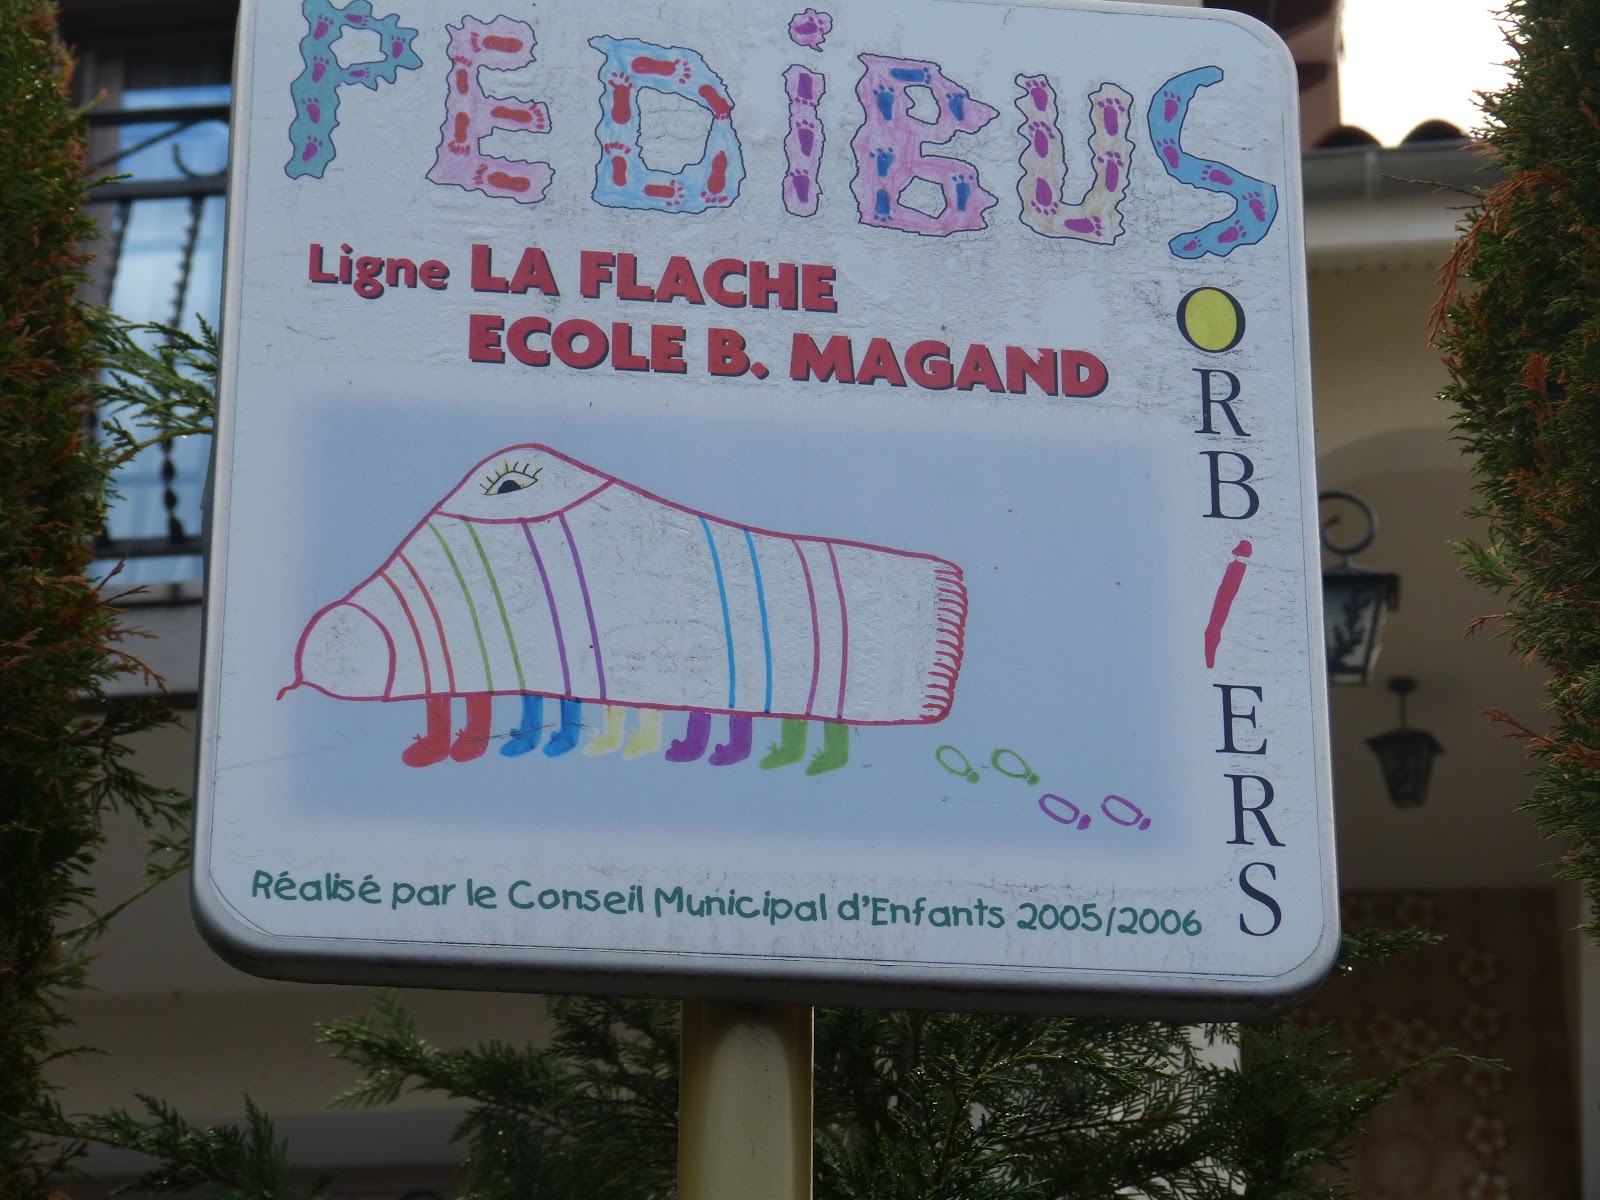 PEDiBUS
Ligne LA FLACHE
ECOLE B. MAGAND
ORBiERS
Réalisé par le Conseil Municipal d'Enfants 2005/2006